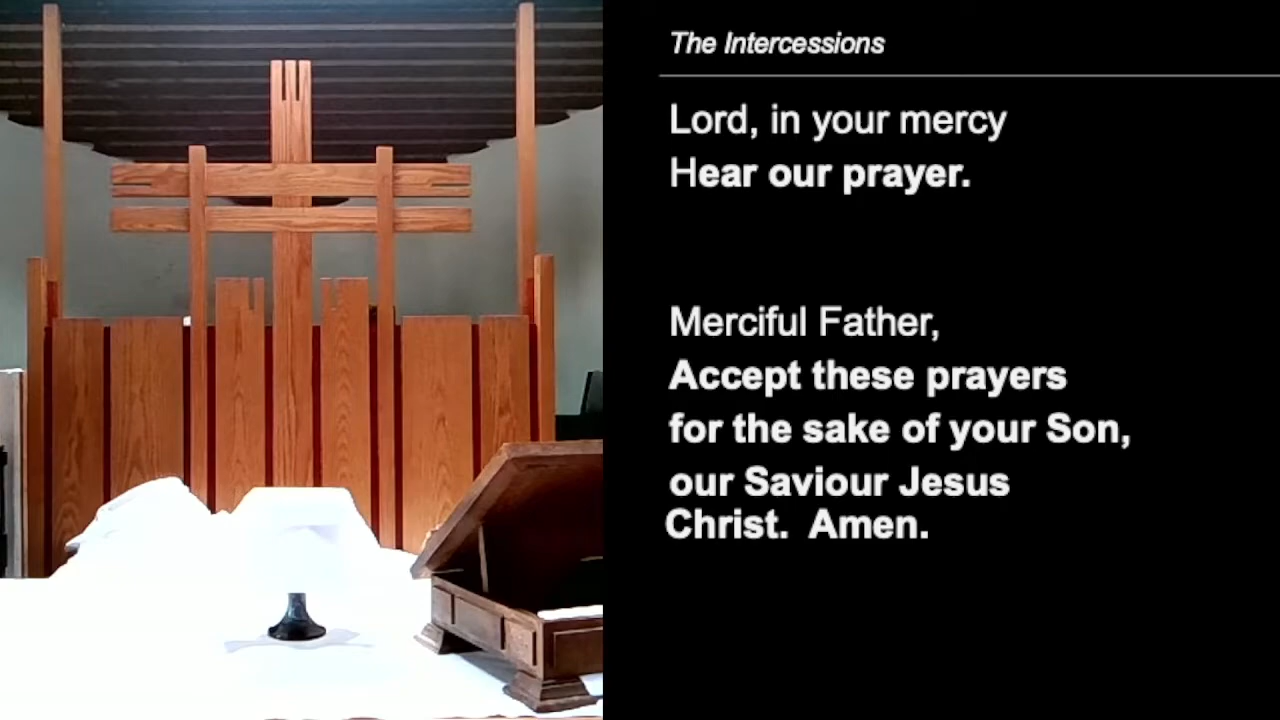 The Intercessions
Lord, in your mercy
Hear our prayer.
Merciful Father,
Accept these prayers
for the sake of your Son,
our Saviour Jesus
Christ.  Amen.